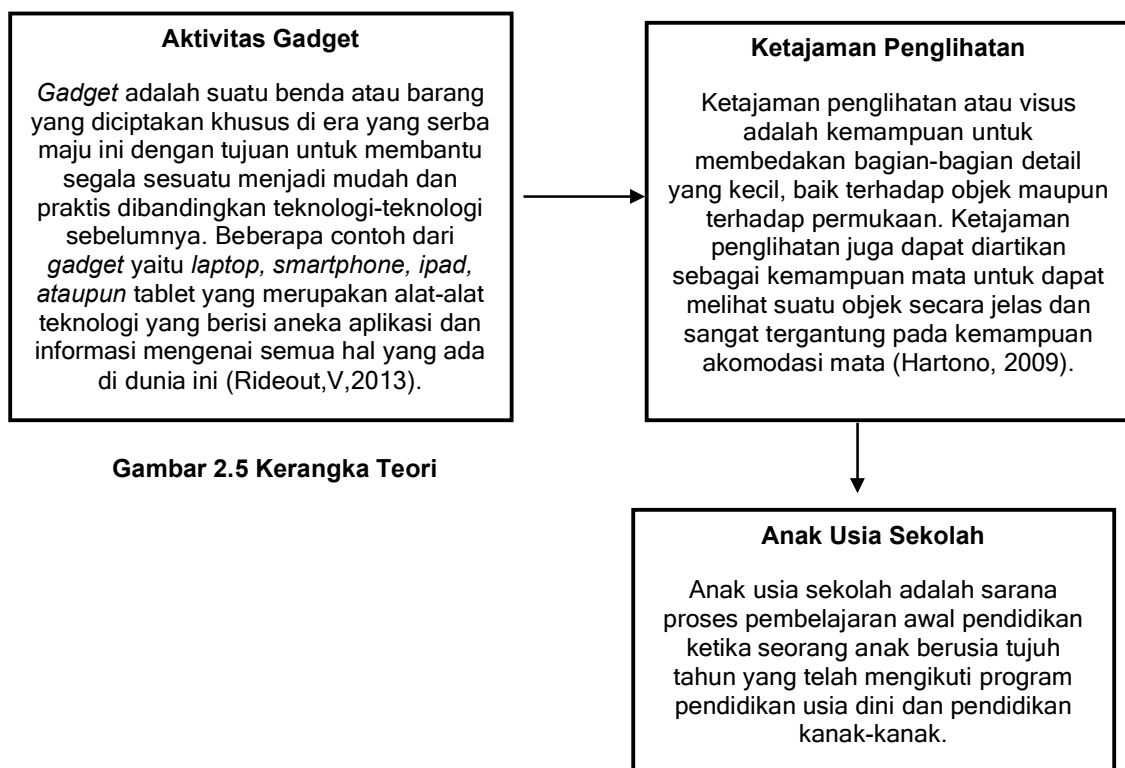 Aktivitas Gadget
Gadget adalah suatu benda atau barang
yang diciptakan khusus di era yang serba
maju ini dengan tujuan untuk membantu
segala sesuatu menjadi mudah dan
praktis dibandingkan teknologi-teknologi
sebelumnya. Beberapa contoh dari
gadget yaitu laptop, smartphone, ipad,
ataupun tablet yang merupakan alat-alat
teknologi yang berisi aneka aplikasi dan
informasi mengenai semua hal yang ada
di dunia ini (Rideout,V,2013).
Ketajaman Penglihatan
Ketajaman penglihatan atau visus
adalah kemampuan untuk
membedakan bagian-bagian detail
yang kecil, baik terhadap objek maupun
terhadap permukaan. Ketajaman
penglihatan juga dapat diartikan
sebagai kemampuan mata untuk dapat
melihat suatu objek secara jelas dan
sangat tergantung pada kemampuan
akomodasi mata (Hartono, 2009).
Gambar 2.5 Kerangka Teori
Anak Usia Sekolah
Anak usia sekolah adalah sarana
proses pembelajaran awal pendidikan
ketika seorang anak berusia tujuh
tahun yang telah mengikuti program
pendidikan usia dini dan pendidikan
kanak-kanak.